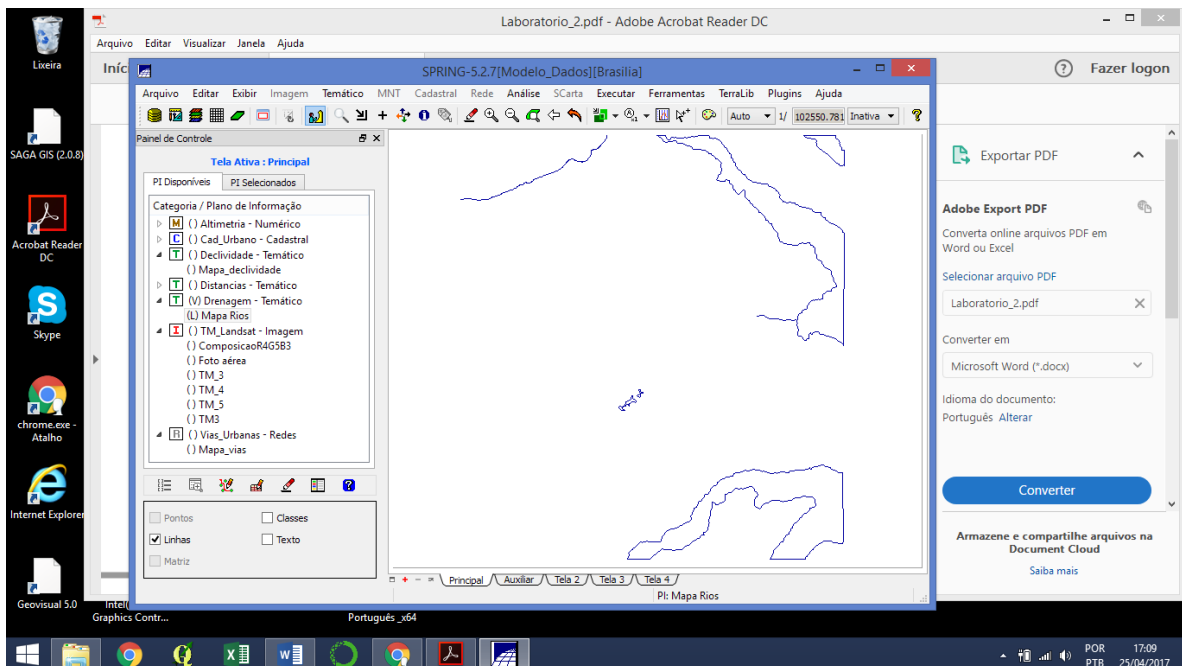 Laboratorio_2.pdf - Adobe Acrobat Reader DC
Arquivo Editar Visualizar Janela Ajuda
Iníc
Fazer logon
Lixeira
SAGA GIS (2.0.8)
Acrobat Reader DC
Skype
chrome.exe - Atalho
Internet Explorer
Geovisual 5.0
Intel(
Graphics Contr...
Português _x64
SPRING-5.2.7[Modelo_Dados][Brasilia]
Arquivo Editar Exibir Imagem Temático MNT Cadastral Rede Análise SCarta Executar Ferramentas TerraLib Plugins Ajuda
Auto 1/ 102550.781 Inativa
Painel de Controle
Tela Ativa : Principal
PI Disponíveis PI Selecionados
Categoria / Plano de Informação
M () Altimetria - Numérico
C () Cad_Urbano - Cadastral
T () Declividade - Temático
() Mapa_declividade
T () Distancias - Temático
T (V) Drenagem - Temático
(L) Mapa Rios
I () TM_Landsat - Imagem
() ComposicaoR4G5B3
() Foto aérea
() TM_3
() TM_4
() TM_5
() TM3
R () Vias_Urbanas - Redes
() Mapa_vias
Pontos Classes
Linhas Texto
Matriz
Principal Auxiliar Tela 2 Tela 3 Tela 4
PI: Mapa Rios
Exportar PDF
Adobe Export PDF
Converta online arquivos PDF em
Word ou Excel
Selecionar arquivo PDF
Laboratorio_2.pdf
Converter em
Microsoft Word (*.docx)
Idioma do documento:
Português Alterar
Converter
Armazene e compartilhe arquivos na
Document Cloud
Saiba mais
POR 17:09
PTB 25/04/2017